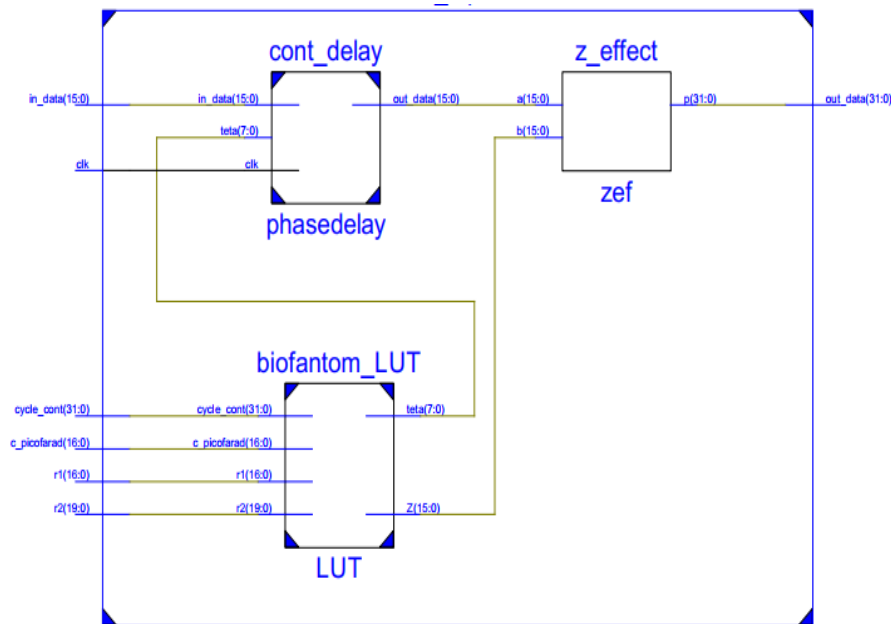 cont_delay
z_effect
in_data(15:0)
in_data(15:0)
out_data(15:0)
a(15:0)
p(31:0)
out_data(31:0)
teta(7:0)
b(15:0)
clk
clk
phasedelay
zef
biofantom_LUT
cycle_cont(31:0)
cycle_cont(31:0)
teta(7:0)
c_picofarad(16:0)
c_picofarad(16:0)
r1(16:0)
r1(16:0)
r2(19:0)
r2(19:0)
Z(15:0)
LUT